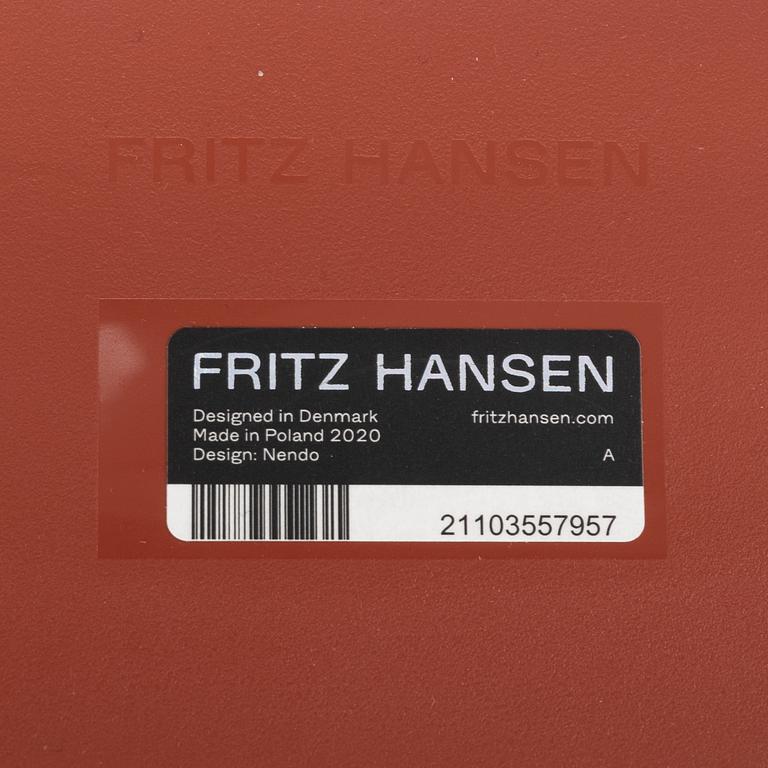 FRITZ HANSEN
FRITZ HANSEN
Designed in Denmark
fritzhansen.com
Made in Poland 2020
Design: Nendo
A
21103557957